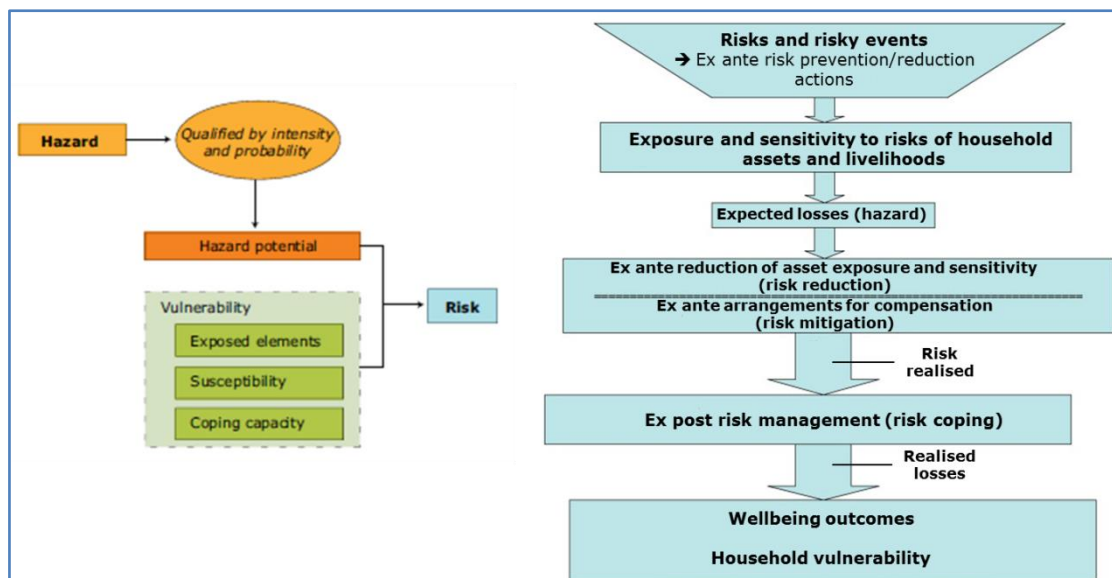 Hazard
Qualified by intensity
and probability
Hazard potential
Vulnerability
Exposed elements
Susceptibility
Coping capacity
Risk
Risks and risky events
➔ Ex ante risk prevention/reduction
actions
Exposure and sensitivity to risks of household
assets and livelihoods
Expected losses (hazard)
Ex ante reduction of asset exposure and sensitivity
(risk reduction)
Ex ante arrangements for compensation
(risk mitigation)
Risk
realised
Ex post risk management (risk coping)
Realised
losses
Wellbeing outcomes
Household vulnerability